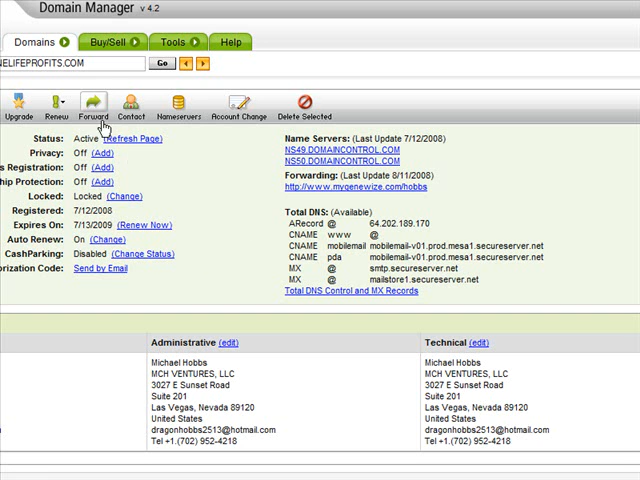 Domain Manager v 4.2
Domains Buy/Sell Tools Help
NELIFEPROFITS.COM Go
Upgrade Renew Forward Contact Nameservers Account Change Delete Selected
Status: Active (Refresh Page)
Privacy: Off (Add)
s Registration: Off (Add)
hip Protection: Off (Add)
Locked: Locked (Change)
Registered: 7/12/2008
Expires On: 7/13/2009 (Renew Now)
Auto Renew: On (Change)
CashParking: Disabled (Change Status)
orization Code: Send by Email
Name Servers: (Last Update 7/12/2008)
NS49.DOMAINCONTROL.COM
NS50.DOMAINCONTROL.COM
Forwarding: (Last Update 8/11/2008)
http://www.mygenewize.com/hobbs
Total DNS: (Available)
ARecord @ 64.202.189.170
CNAME www @
CNAME mobilemail mobilemail-v01.prod.mesa1.secureserver.net
CNAME pda mobilemail-v01.prod.mesa1.secureserver.net
MX @ smtp.secureserver.net
MX @ mailstore1.secureserver.net
Total DNS Control and MX Records
Administrative (edit)
Michael Hobbs
MCH VENTURES, LLC
3027 E Sunset Road
Suite 201
Las Vegas, Nevada 89120
United States
dragonhobbs2513@hotmail.com
Tel +1.(702) 952-4218
Technical (edit)
Michael Hobbs
MCH VENTURES, LLC
3027 E Sunset Road
Suite 201
Las Vegas, Nevada 89120
United States
dragonhobbs2513@hotmail.com
Tel +1.(702) 952-4218